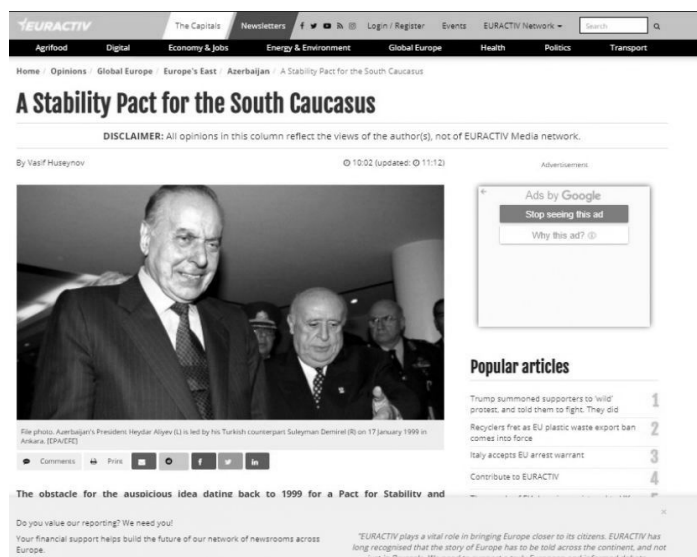 EURACTIV
The Capitals Newsletters Login / Register Events EURACTIV Network Search
Agrifood Digital Economy & Jobs Energy & Environment Global Europe Health Politics Transport
Home / Opinions / Global Europe / Europe's East / Azerbaijan / A Stability Pact for the South Caucasus
A Stability Pact for the South Caucasus
DISCLAIMER: All opinions in this column reflect the views of the author(s), not of EURACTIV Media network.
By Vasif Huseynov
10:02 (updated: 11:12)
File photo. Azerbaijan's President Heydar Aliyev (L) is led by his Turkish counterpart Suleyman Demirel (R) on 17 January 1999 in
Ankara. [EPA/EFE]
Comments Print
The obstacle for the auspicious idea dating back to 1999 for a Pact for Stability and
Advertisement
Ads by Google
Stop seeing this ad
Why this ad?
Popular articles
Trump summoned supporters to 'wild' 1
protest, and told them to fight. They did
Recyclers fret as EU plastic waste export ban 2
comes into force
Italy accepts EU arrest warrant 3
Contribute to EURACTIV 4
Do you value our reporting? We need you!
Your financial support helps build the future of our network of newsrooms across
Europe.
"EURACTIV plays a vital role in bringing Europe closer to its citizens. EURACTIV has
long recognised that the story of Europe has to be told across the continent, and not